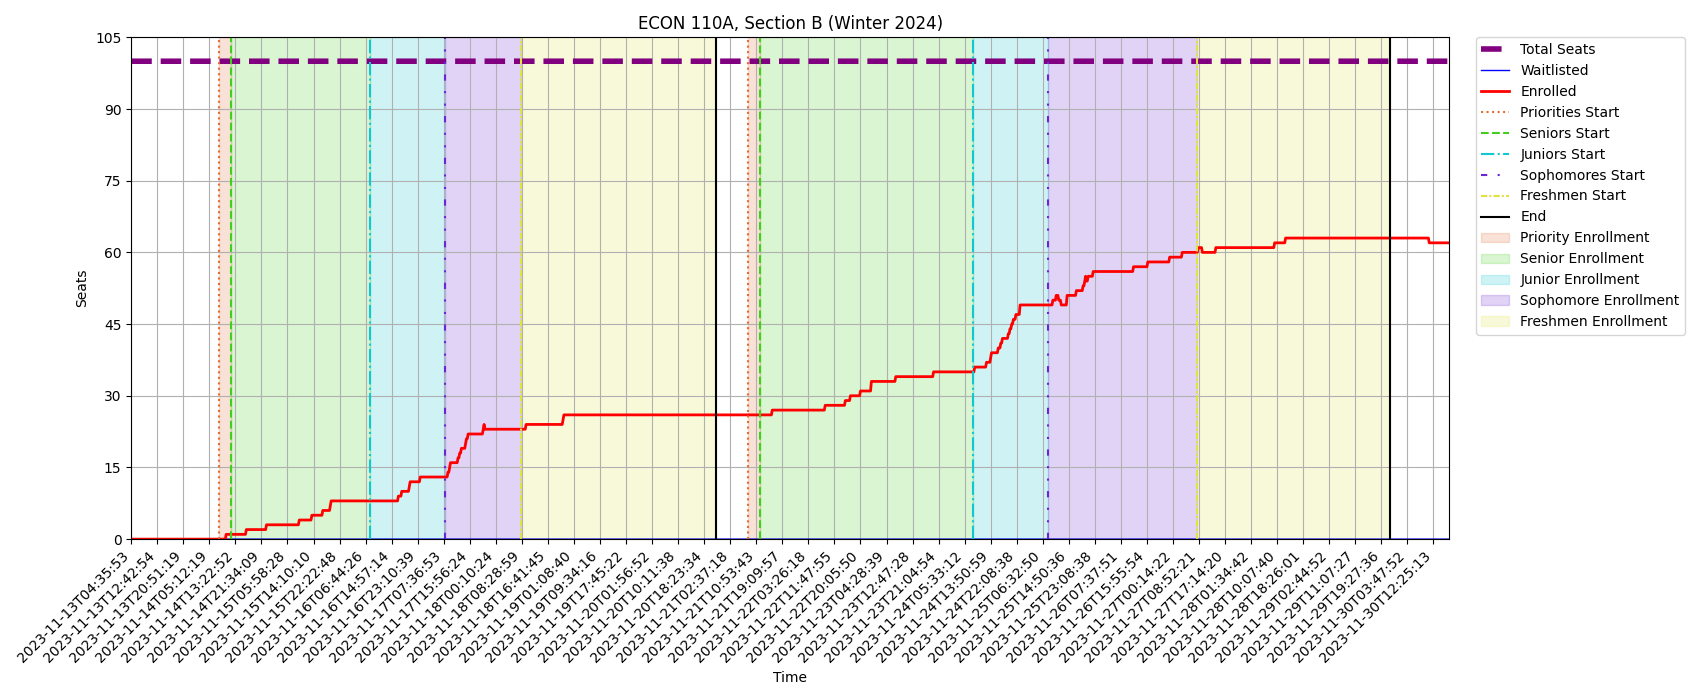 ECON 110A, Section B (Winter 2024)
105
90
75
60
45
30
15
0
Seats
2023-11-13T04:35:53
2023-11-13T12:42:54
2023-11-13T20:51:19
2023-11-14T05:12:19
2023-11-14T13:22:52
2023-11-14T21:34:09
2023-11-15T05:58:28
2023-11-15T14:10:10
2023-11-15T22:22:48
2023-11-16T06:44:26
2023-11-16T14:57:14
2023-11-16T23:10:39
2023-11-17T07:36:53
2023-11-17T15:56:24
2023-11-18T00:10:24
2023-11-18T08:28:59
2023-11-18T16:41:45
2023-11-19T01:08:40
2023-11-19T09:34:16
2023-11-19T17:45:22
2023-11-20T01:56:52
2023-11-20T10:11:38
2023-11-20T18:23:34
2023-11-21T02:37:18
2023-11-21T10:53:43
2023-11-21T19:09:57
2023-11-22T03:26:18
2023-11-22T11:47:55
2023-11-22T20:05:50
2023-11-23T04:28:39
2023-11-23T12:47:28
2023-11-23T21:04:54
2023-11-24T05:33:12
2023-11-24T13:50:59
2023-11-24T22:08:38
2023-11-25T06:32:50
2023-11-25T14:50:36
2023-11-25T23:08:38
2023-11-26T07:37:51
2023-11-26T15:55:54
2023-11-27T00:14:22
2023-11-27T08:52:21
2023-11-27T17:14:20
2023-11-28T01:34:42
2023-11-28T10:07:40
2023-11-28T18:26:01
2023-11-29T02:44:52
2023-11-29T11:07:27
2023-11-29T19:27:36
2023-11-30T03:47:52
2023-11-30T12:25:13
Time
Total Seats
Waitlisted
Enrolled
Priorities Start
Seniors Start
Juniors Start
Sophomores Start
Freshmen Start
End
Priority Enrollment
Senior Enrollment
Junior Enrollment
Sophomore Enrollment
Freshmen Enrollment